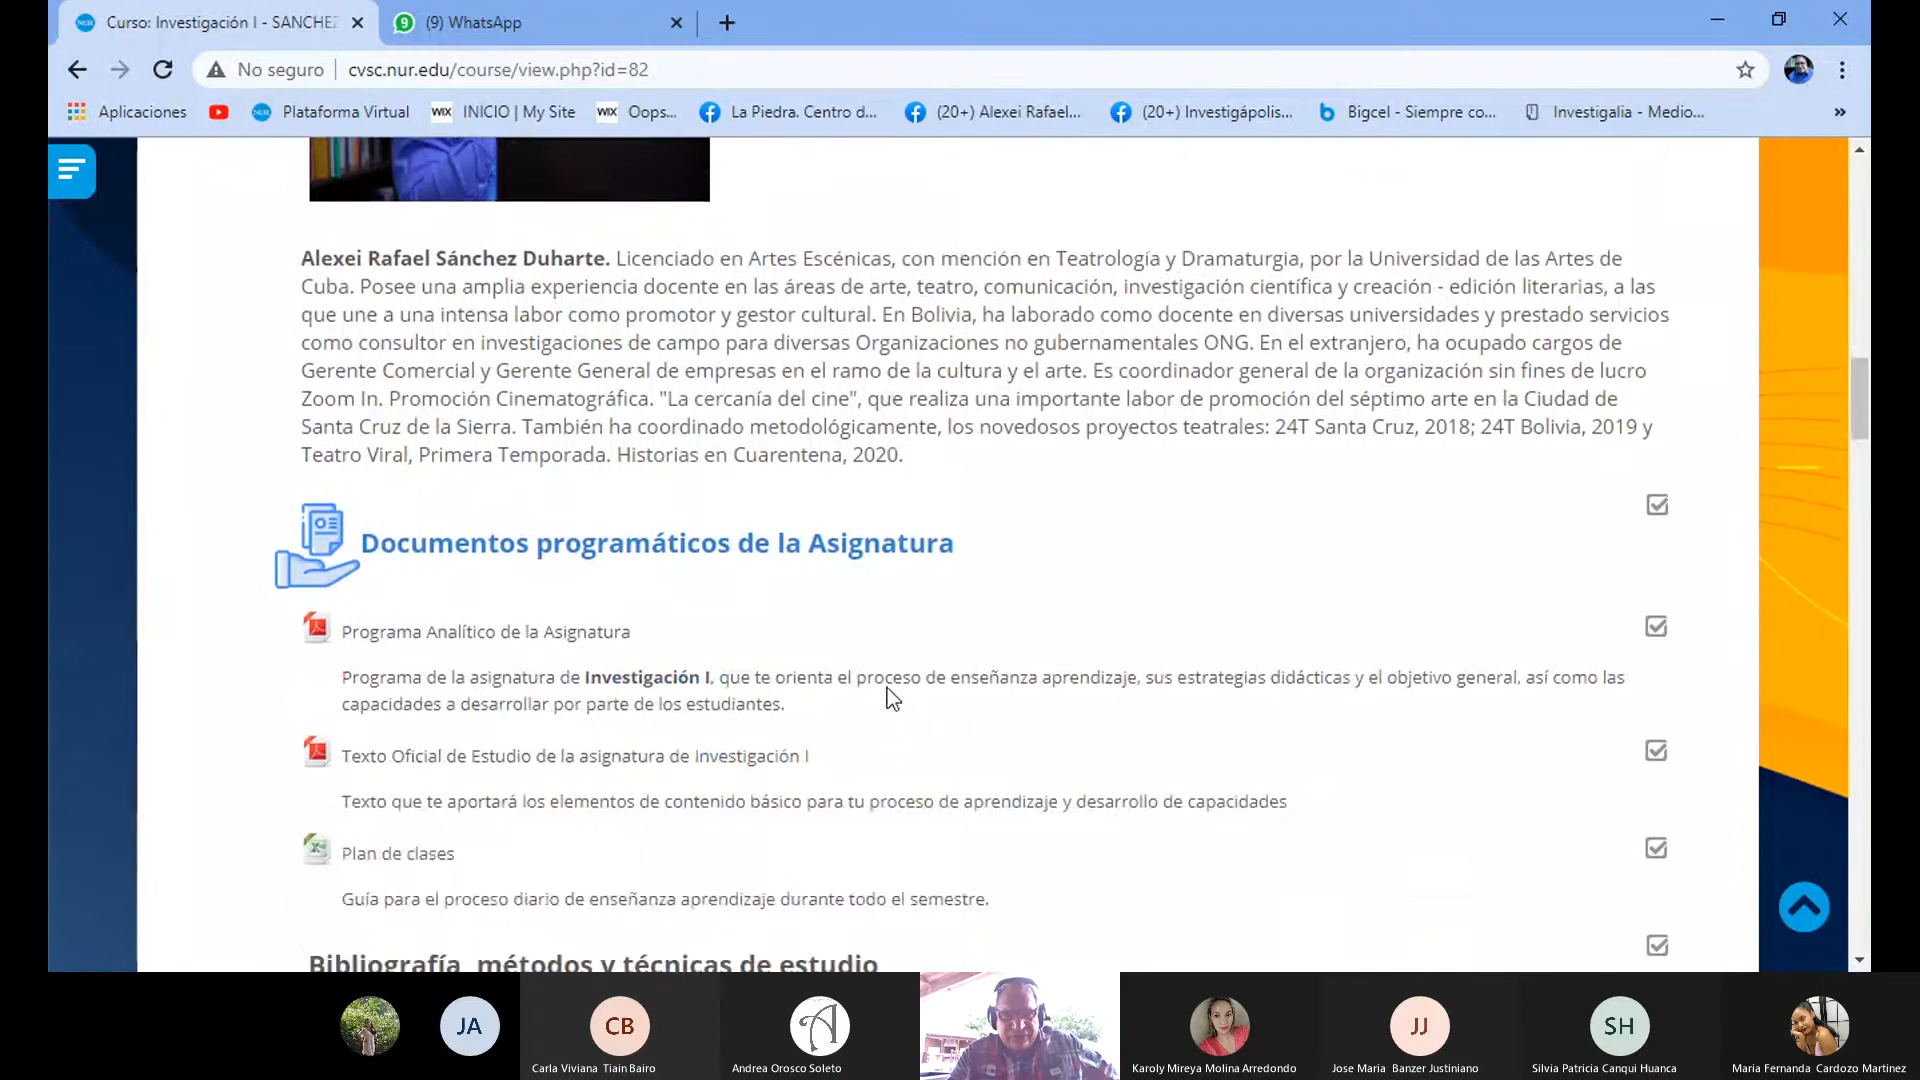 Curso: Investigación I - SANCHEZ
(9) WhatsApp
No seguro
cvsc.nur.edu/course/view.php?id=82
Aplicaciones
Plataforma Virtual
WIX INICIO | My Site
WIX Oops...
La Piedra. Centro d...
(20+) Alexei Rafael...
(20+) Investigápolis...
Bigcel - Siempre co...
Investigalia - Medio...
Alexei Rafael Sánchez Duharte. Licenciado en Artes Escénicas, con mención en Teatrología y Dramaturgia, por la Universidad de las Artes de
Cuba. Posee una amplia experiencia docente en las áreas de arte, teatro, comunicación, investigación científica y creación - edición literarias, a las
que une a una intensa labor como promotor y gestor cultural. En Bolivia, ha laborado como docente en diversas universidades y prestado servicios
como consultor en investigaciones de campo para diversas Organizaciones no gubernamentales ONG. En el extranjero, ha ocupado cargos de
Gerente Comercial y Gerente General de empresas en el ramo de la cultura y el arte. Es coordinador general de la organización sin fines de lucro
Zoom In. Promoción Cinematográfica. "La cercanía del cine", que realiza una importante labor de promoción del séptimo arte en la Ciudad de
Santa Cruz de la Sierra. También ha coordinado metodológicamente, los novedosos proyectos teatrales: 24T Santa Cruz, 2018; 24T Bolivia, 2019 y
Teatro Viral, Primera Temporada. Historias en Cuarentena, 2020.
Documentos programáticos de la Asignatura
Programa Analítico de la Asignatura
Programa de la asignatura de Investigación I, que te orienta el proceso de enseñanza aprendizaje, sus estrategias didácticas y el objetivo general, así como las
capacidades a desarrollar por parte de los estudiantes.
Texto Oficial de Estudio de la asignatura de Investigación I
Texto que te aportará los elementos de contenido básico para tu proceso de aprendizaje y desarrollo de capacidades
Plan de clases
Guía para el proceso diario de enseñanza aprendizaje durante todo el semestre.
Bibliografía, métodos y técnicas de estudio
JA
CB
JJ
SH
Carla Viviana Tiain Bairo
Andrea Orosco Soleto
Karoly Mireya Molina Arredondo
Jose Maria Banzer Justiniano
Silvia Patricia Canqui Huanca
Maria Fernanda Cardozo Martinez